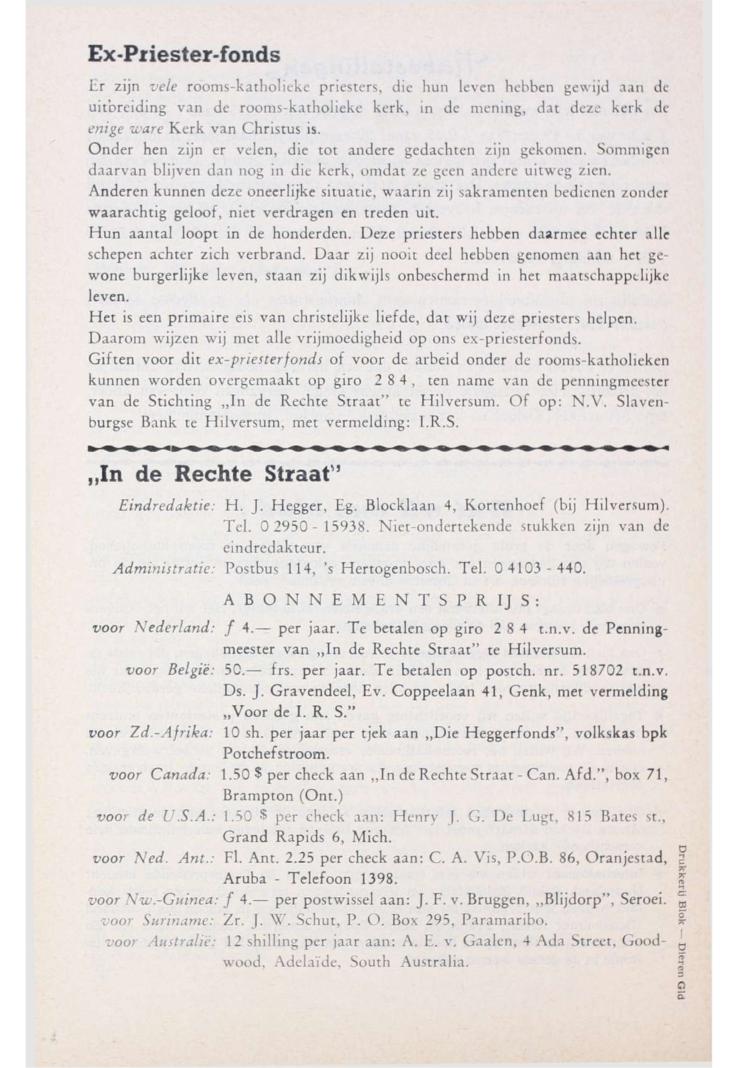 Ex-Priester-fonds
Er zijn vele rooms-katholieke priesters, die hun leven hebben gewijd aan de
uitbreiding van de rooms-katholieke kerk, in de mening, dat deze kerk de
enige ware Kerk van Christus is.
Onder hen zijn er velen, die tot andere gedachten zijn gekomen. Sommigen
daarvan blijven dan nog in die kerk, omdat ze geen andere uitweg zien.
Anderen kunnen deze oneerlijke situatie, waarin zij sakramenten bedienen zonder
waarachtig geloof, niet verdragen en treden uit.
Hun aantal loopt in de honderden. Deze priesters hebben daarmee echter alle
schepen achter zich verbrand. Daar zij nooit deel hebben genomen aan het ge-
wone burgerlijke leven, staan zij dikwijls onbeschermd in het maatschappelijke
leven.
Het is een primaire eis van christelijke liefde, dat wij deze priesters helpen.
Daarom wijzen wij met alle vrijmoedigheid op ons ex-priesterfonds.
Giften voor dit ex-priesterfonds of voor de arbeid onder de rooms-katholieken
kunnen worden overgemaakt op giro 2 8 4 , ten name van de penningmeester
van de Stichting „In de Rechte Straat" te Hilversum. Of op: N.V. Slaven-
burgse Bank te Hilversum, met vermelding: I.R.S.
„In de Rechte Straat"
Eindredaktie: H. J. Hegger, Eg. Blocklaan 4, Kortenhoef (bij Hilversum).
Tel. 0 2950 - 15938. Niet-ondertekende stukken zijn van de
eindredakteur.
Administratie: Postbus 114, 's Hertogenbosch. Tel. 0 4103 - 440.
A B O N N E M E N T S P R IJ S :
voor Nederland: f 4.— per jaar. Te betalen op giro 2 8 4 t.n.v. de Penning-
meester van „In de Rechte Straat" te Hilversum.
voor België: 50.— frs. per jaar. Te betalen op postch. nr. 518702 t.n.v.
Ds. J. Gravendeel, Ev. Coppeelaan 41, Genk, met vermelding
„Voor de I. R. S."
voor Zd.-Afrika: 10 sh. per jaar per tjek aan „Die Heggerfonds", volkskas bpk
Potchefstroom.
voor Canada: 1.50 $ per check aan „In de Rechte Straat - Can. Afd.", box 71,
Brampton (Ont.)
voor de U.S.A.: 1.50 $ per check aan: Henry J. G. De Lugt, 815 Bates st.,
Grand Rapids 6, Mich.
voor Ned. Ant.: Fl. Ant. 2.25 per check aan: C. A. Vis, P.O.B. 86, Oranjestad,
Aruba - Telefoon 1398.
voor Nw.-Guinea: f 4.— per postwissel aan: J. F. v. Bruggen, „Blijdorp", Seroei.
voor Suriname: Zr. J. W. Schut, P. O. Box 295, Paramaribo.
voor Australië: 12 shilling per jaar aan: A. E. v. Gaalen, 4 Ada Street, Good-
wood, Adelaïde, South Australia.
Drukkerij Blok — Dieren Gld